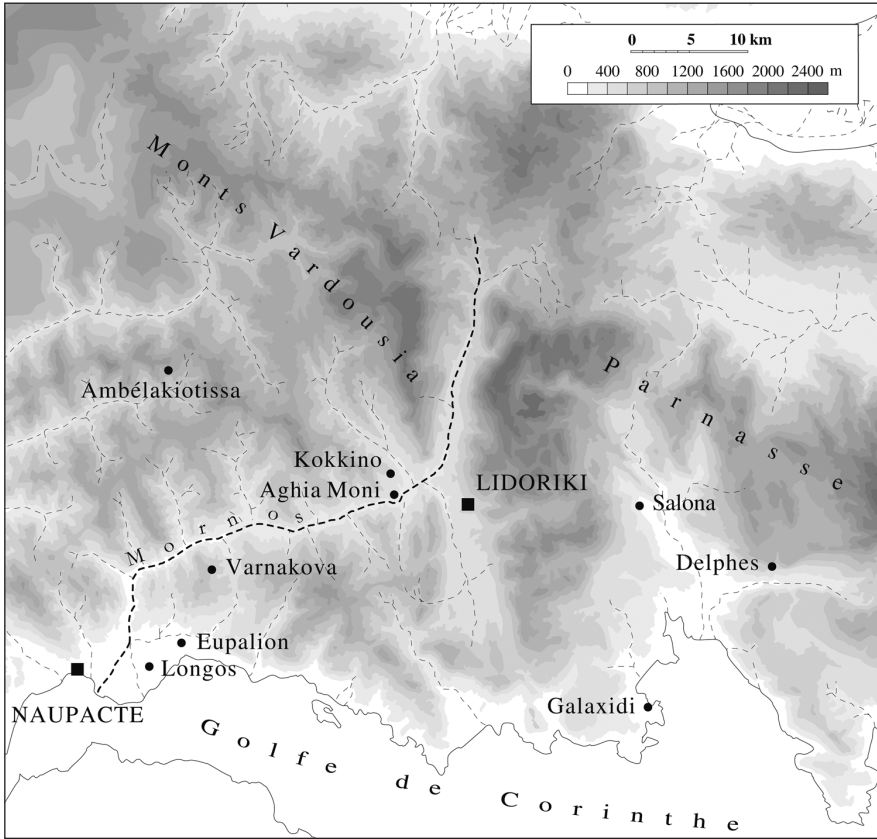 0 5 10 km
0 400 800 1200 1600 2000 2400 m
Monts Vardousia
Parnasse
Ambélakiotissa
Kokkino
Aghia Moni
LIDORIKI
Salona
Mornos
Varnakova
Delphes
Eupalion
Longos
NAUPACTE
Galaxidi
Golfe de Corinthe